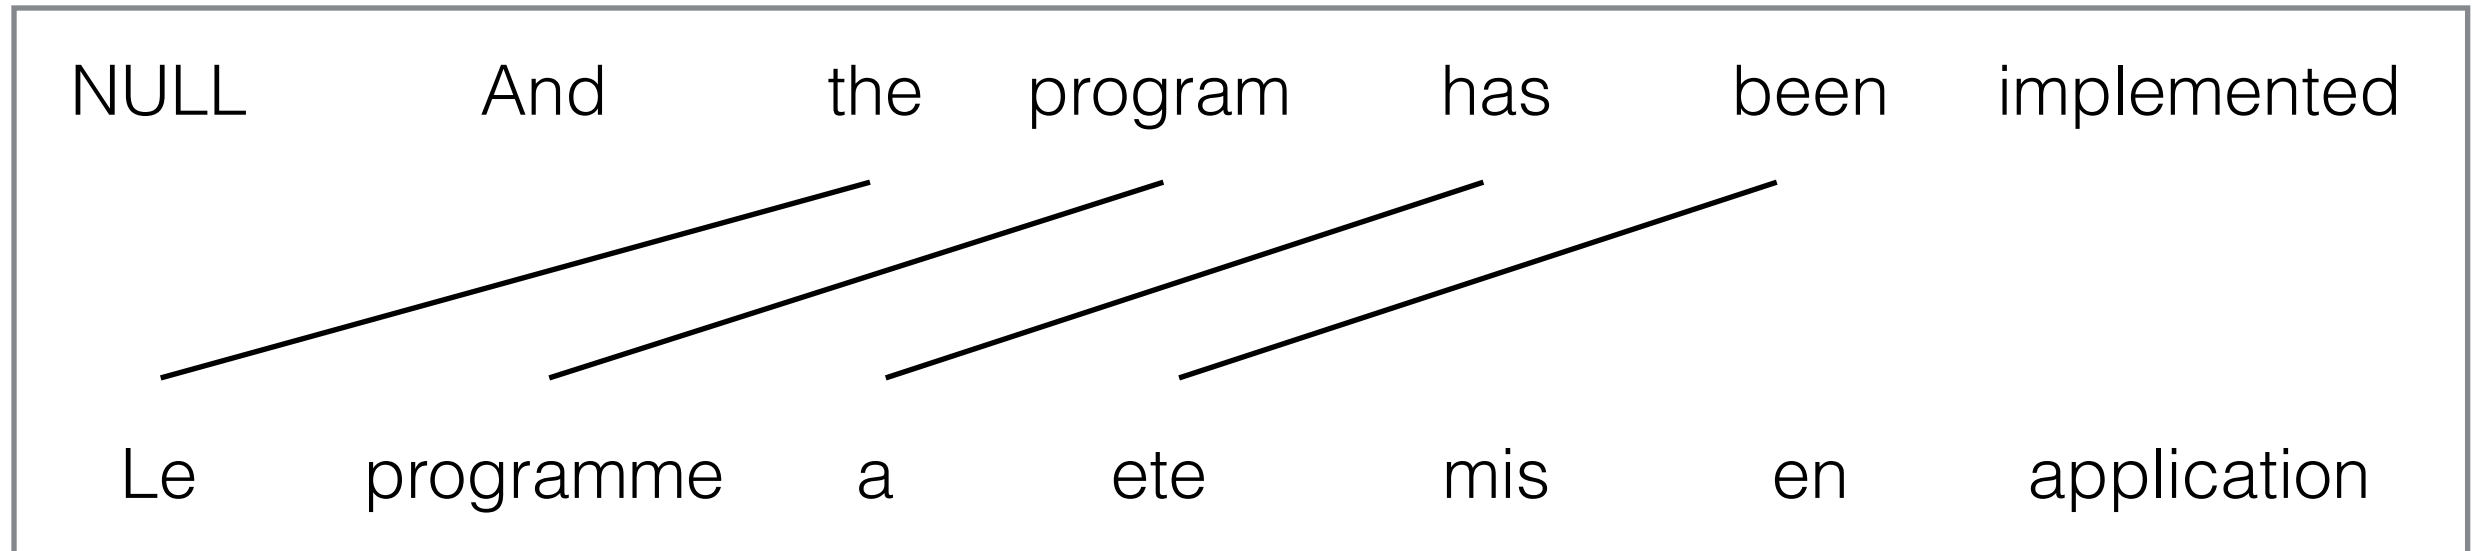 NULL And the program has been implemented
Le programme a ete mis en application